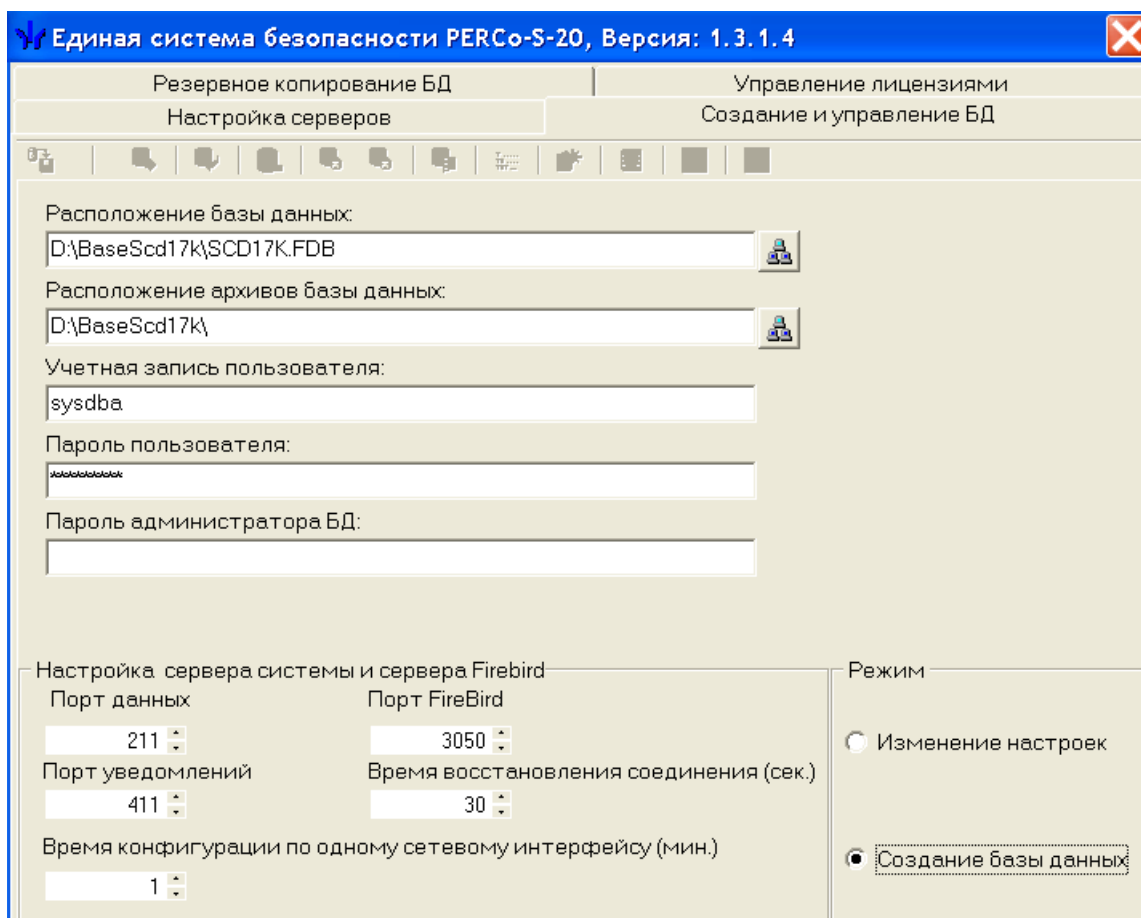 Единая система безопасности PERCo-S-20, Версия: 1.3.1.4
Резервное копирование БД
Управление лицензиями
Настройка серверов
Создание и управление БД
Расположение базы данных:
D:\BaseScd17k\SCD17K.FDB
Расположение архивов базы данных:
D:\BaseScd17k\
Учетная запись пользователя:
sysdba
Пароль пользователя:
**********
Пароль администратора БД:
Настройка сервера системы и сервера Firebird
Режим
Порт данных
Порт FireBird
211
3050
Изменение настроек
Порт уведомлений
Время восстановления соединения (сек.)
411
30
Время конфигурации по одному сетевому интерфейсу (мин.)
Создание базы данных
1